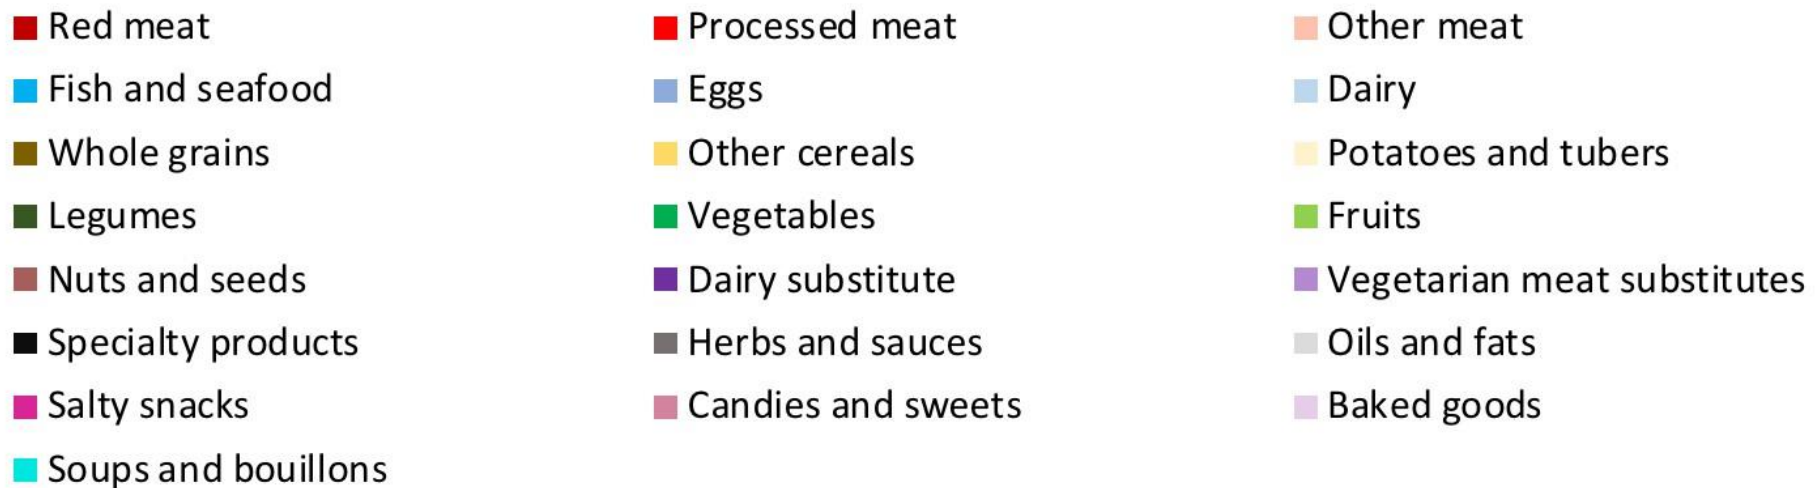 Red meat Processed meat Other meat
Fish and seafood Eggs Dairy
Whole grains Other cereals Potatoes and tubers
Legumes Vegetables Fruits
Nuts and seeds Dairy substitute Vegetarian meat substitutes
Specialty products Herbs and sauces Oils and fats
Salty snacks Candies and sweets Baked goods
Soups and bouillons